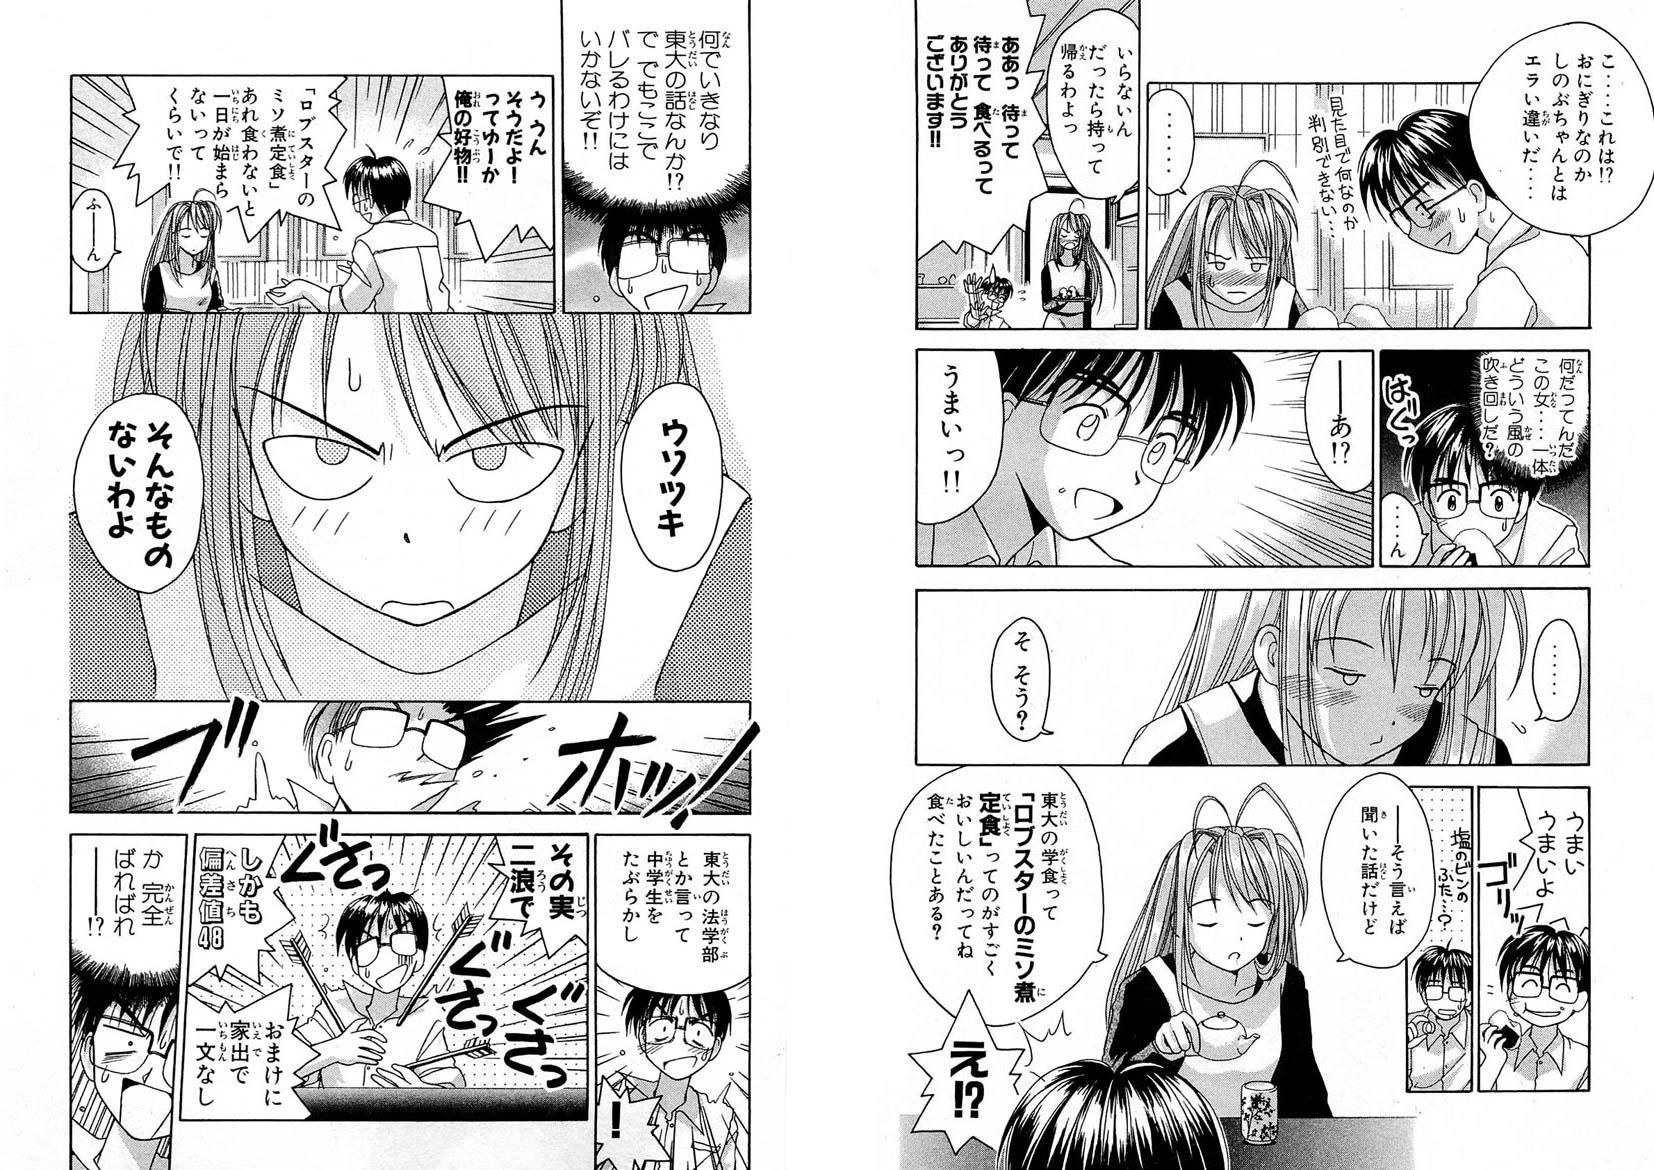 こ‥‥これは!?
おにぎりなのか
しのぶちゃんとは
エラい違いだ‥‥
見た目で何なのか
判別できない…
‥‥‥
いらないん
だったら持って
帰るわよっ
ああっ 待って
待って 食べるって
ありがとう
ございます!!
何だってんだ
この女‥‥一体
どういう風の
吹き回しだ?
はぐっ
‥‥ん
――あ!?
うまいっ!!
‥‥‥
そ そう?
うまい
うまいよ
ゴリッ
塩のビンの
ふた…?
――そう言えば
聞いた話だけど
東大の学食って
「ロブスターのミソ煮
定食」ってのがすごく
おいしいんだってね
食べたことある?
え!?
何でいきなり
東大の話なんか!?
で でもここで
バレるわけには
いかないぞ!!
う うん
そうだよ!
ってゆーか
俺の好物!!
「ロブスターの
ミソ煮定食」
あれ食わないと
一日が始まら
ないって
くらいで!!
ふ――ん
ウソツキ
そんなもの
ないわよ
ブ
ホッ!
東大の法学部
とか言って
中学生を
たぶらかし
!
その実
二浪で
ぐさっ
しかも
偏差値48
ぐさっ
ぐさっ
おまけに
家出で
一文なし
か 完全
ばればれ
――!?